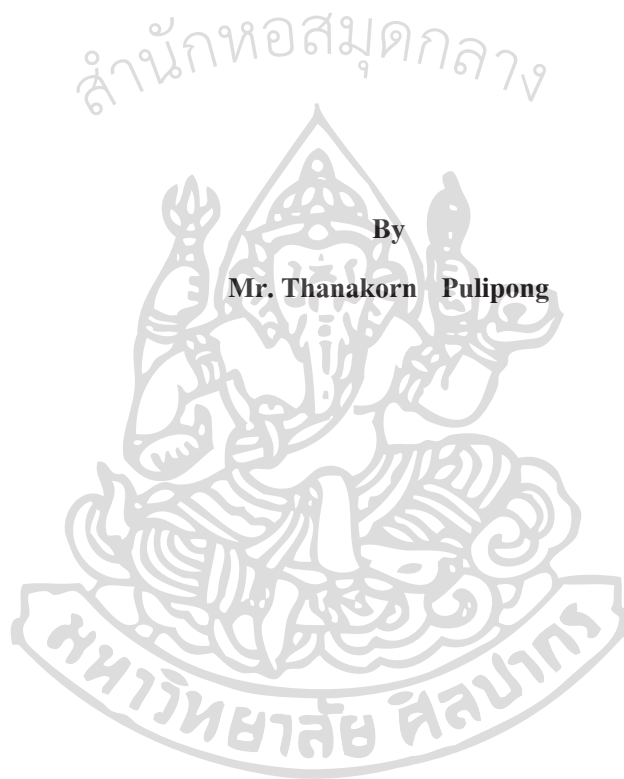 สำนักหอสมุดกลาง
By
Mr. Thanakorn Pulipong
มหาวิทยาลัย ศิลปากร